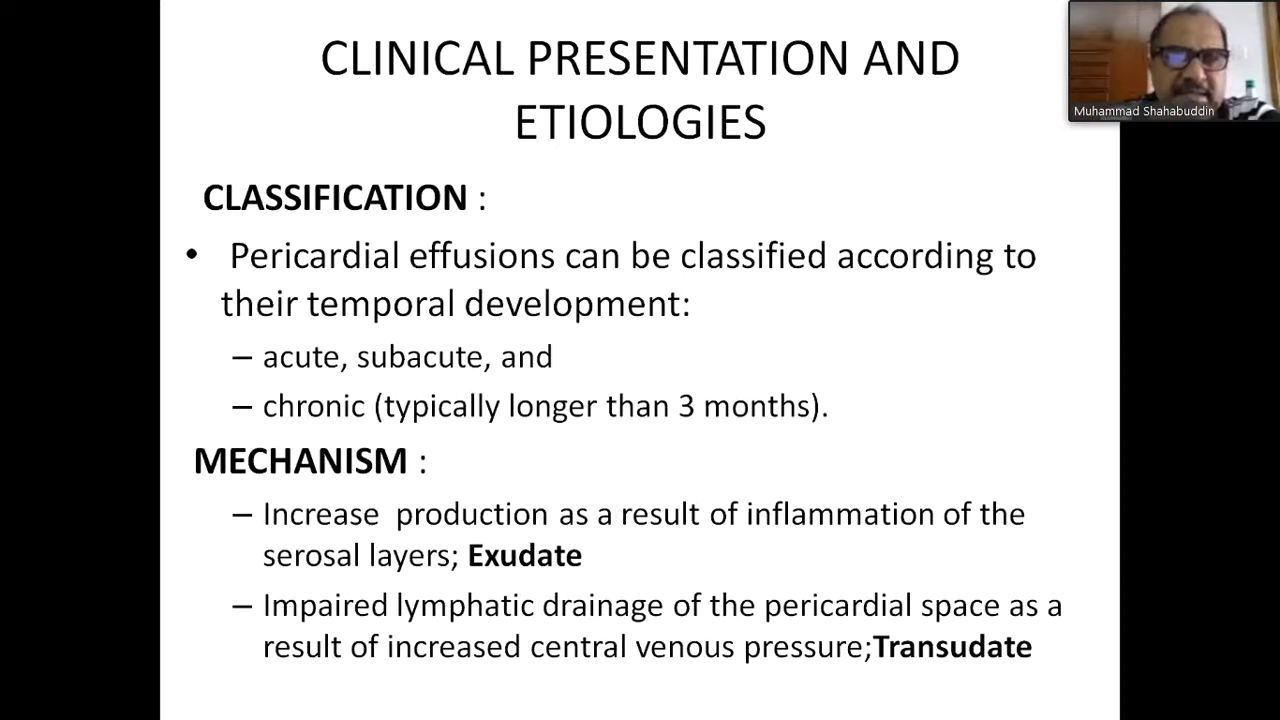 CLINICAL PRESENTATION AND
ETIOLOGIES
Muhammad Shahabuddin
CLASSIFICATION :
• Pericardial effusions can be classified according to
their temporal development:
– acute, subacute, and
– chronic (typically longer than 3 months).
MECHANISM :
– Increase production as a result of inflammation of the
serosal layers; Exudate
– Impaired lymphatic drainage of the pericardial space as a
result of increased central venous pressure;Transudate